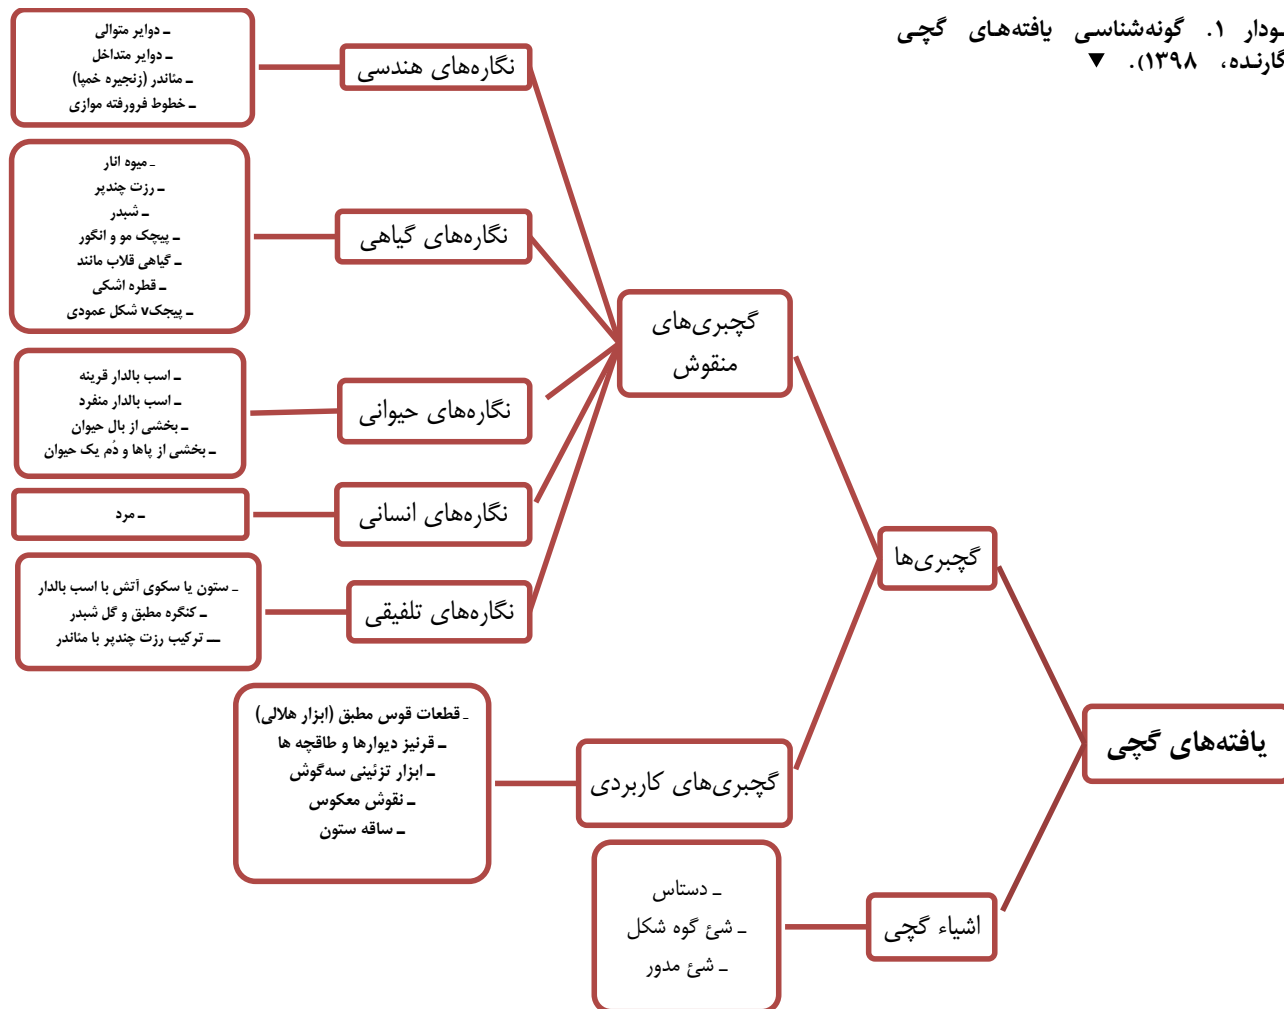 ـودار ۱. گونه‌شناسی یافته‌های گچی
گارنده، ۱۳۹۸). ▼
یافته‌های گچی
گچبری‌ها
گچبری‌های
منقوش
نگاره‌های هندسی
ـ دوایر متوالی
ـ دوایر متداخل
ـ مئاندر (زنجیره خمپا)
ـ خطوط فرورفته موازی
نگاره‌های گیاهی
ـ میوه انار
ـ رزت چندپر
ـ شبدر
ـ پیچک مو و انگور
ـ گیاهی قلاب مانند
ـ قطره اشکی
ـ پیچکv شکل عمودی
نگاره‌های حیوانی
ـ اسب بالدار قرینه
ـ اسب بالدار منفرد
ـ بخشی از بال حیوان
ـ بخشی از پاها و دُم یک حیوان
نگاره‌های انسانی
ـ مرد
نگاره‌های تلفیقی
ـ ستون یا سکوی آتش با اسب بالدار
ـ کنگره مطبق و گل شبدر
ــ ترکیب رزت چندپر با مئاندر
گچبری‌های کاربردی
ـ قطعات قوس مطبق (ابزار هلالی)
ـ قرنیز دیوارها و طاقچه ها
ـ ابزار تزئینی سه‌گوش
ـ نقوش معکوس
ـ ساقه ستون
اشیاء گچی
ـ دستاس
ـ شئ گوه شکل
ـ شئ مدور